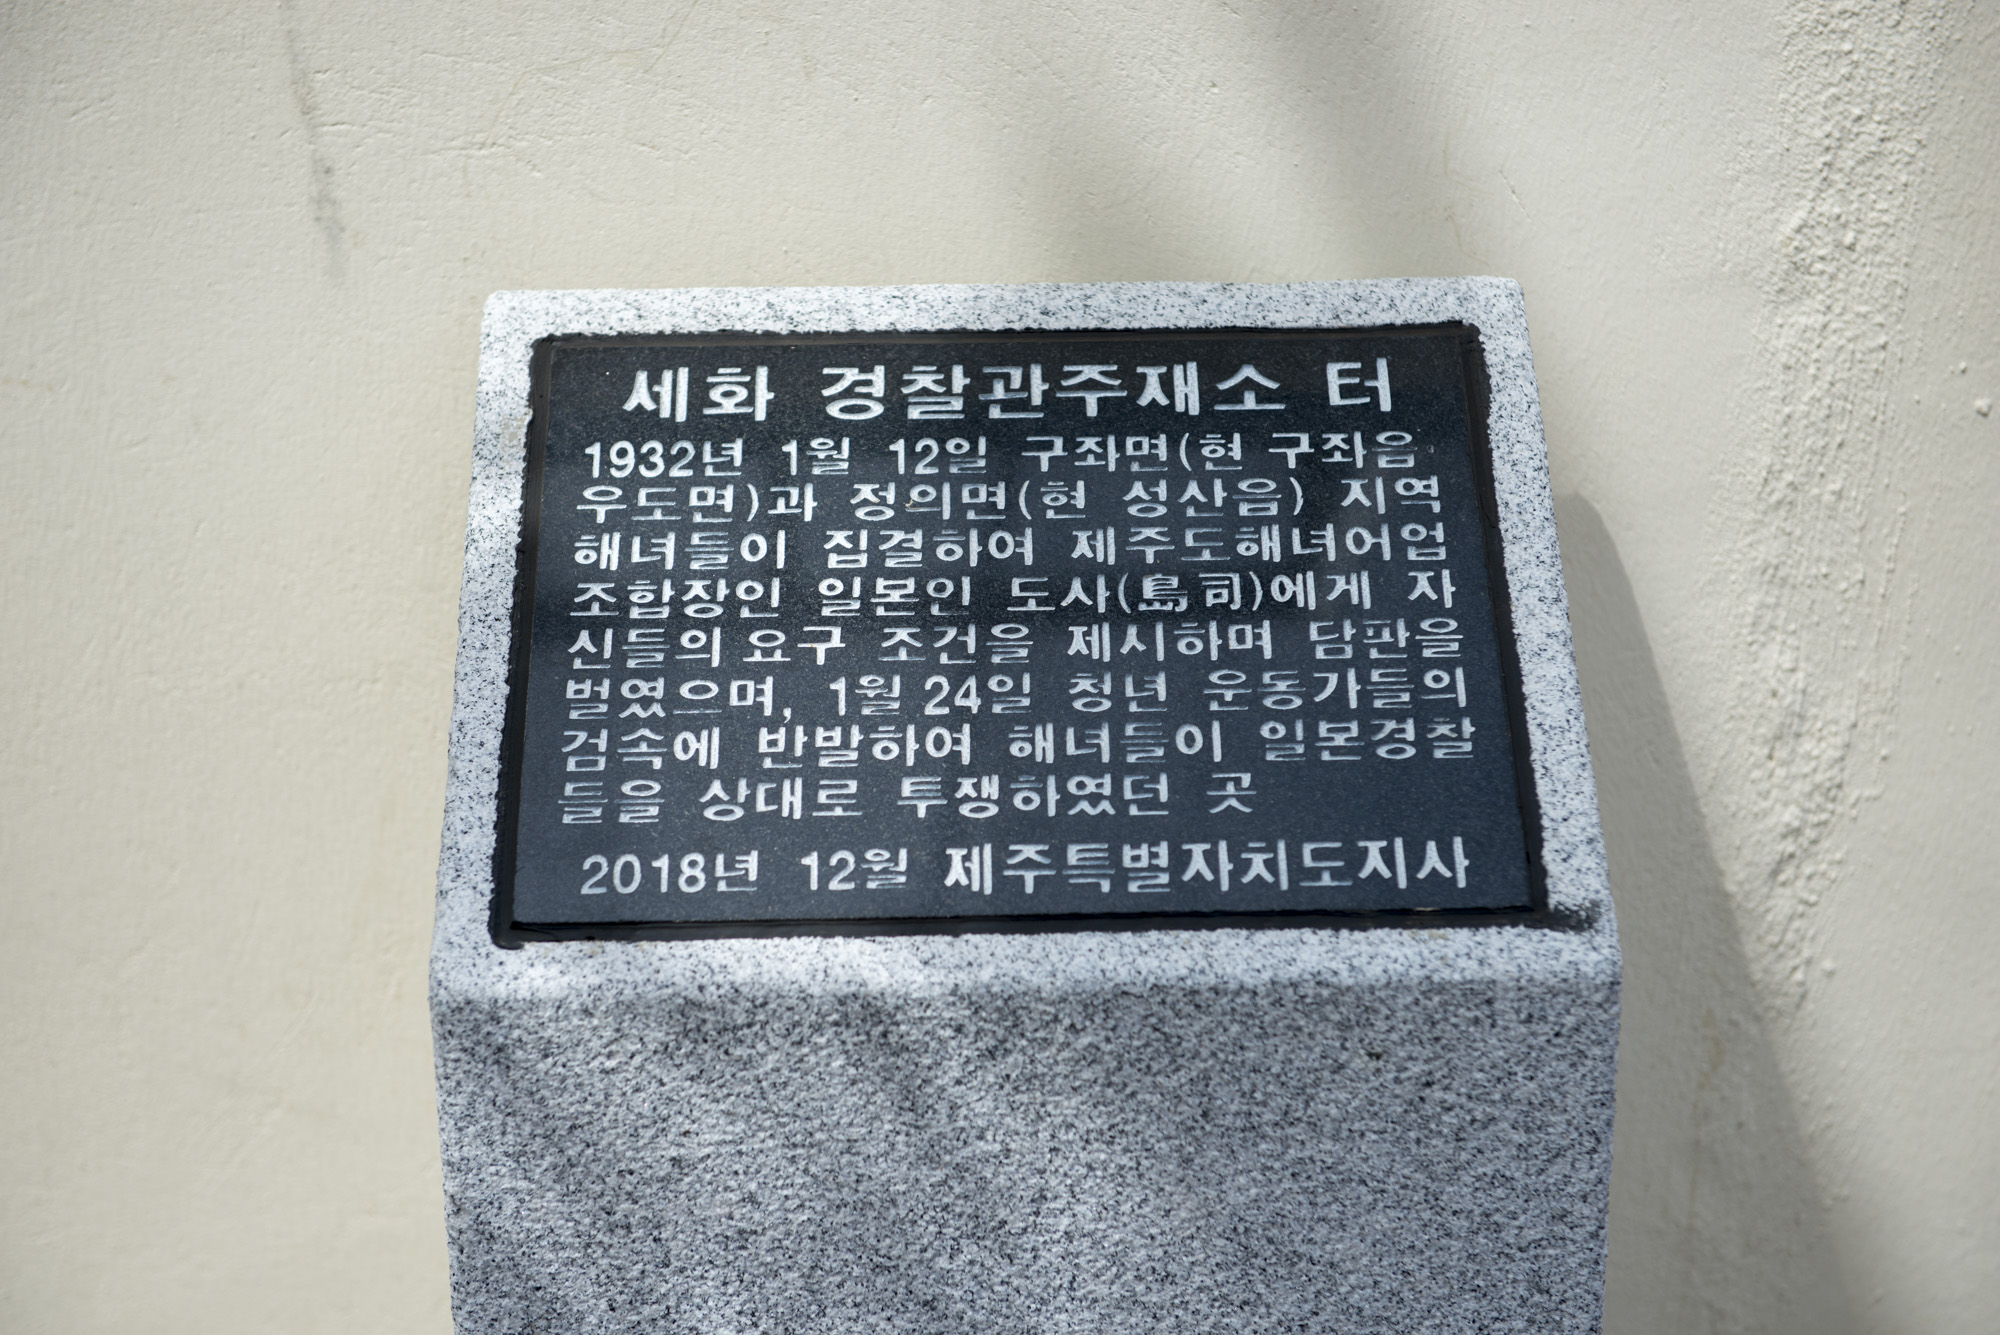 세화 경찰관주재소 터
1932년 1월 12일 구좌면(현 구좌읍·
우도면)과 정의면(현 성산읍) 지역
해녀들이 집결하여 제주도해녀어업
조합장인 일본인 도사(島司)에게 자
신들의 요구 조건을 제시하며 담판을
벌였으며, 1월 24일 청년 운동가들의
검속에 반발하여 해녀들이 일본경찰
들을 상대로 투쟁하였던 곳
2018년 12월 제주특별자치도지사